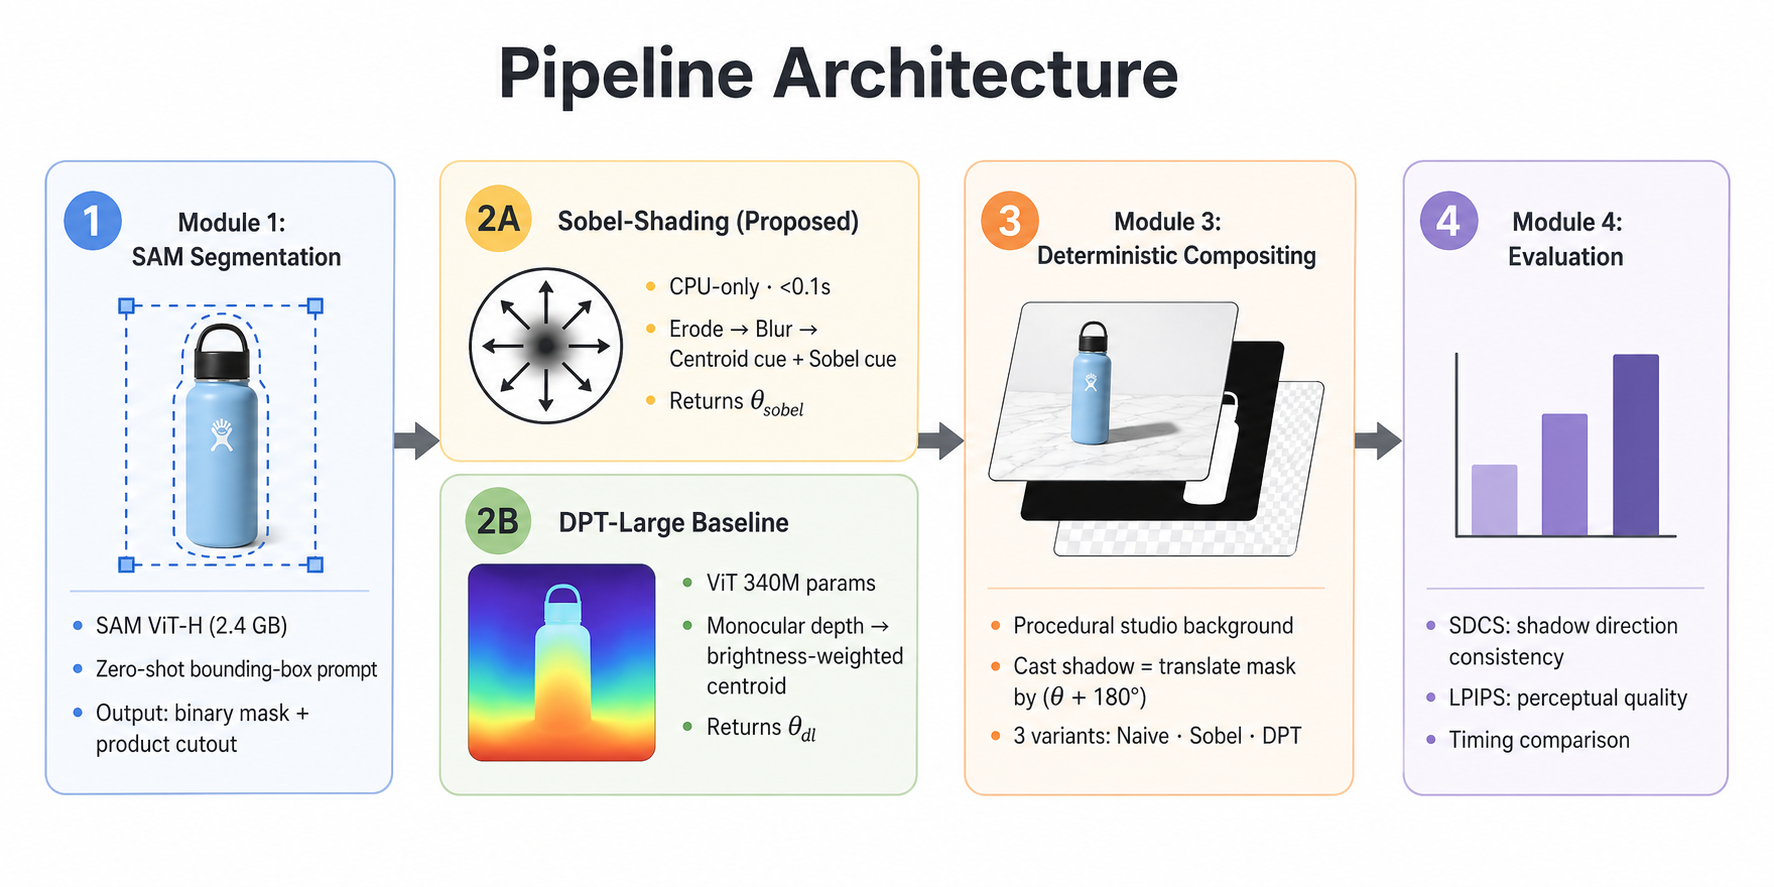 Pipeline Architecture
1
Module 1:
SAM Segmentation
SAM ViT-H (2.4 GB)
Zero-shot bounding-box prompt
Output: binary mask +
product cutout
2A
Sobel-Shading (Proposed)
CPU-only · <0.1s
Erode → Blur →
Centroid cue + Sobel cue
Returns θsobel
2B
DPT-Large Baseline
ViT 340M params
Monocular depth →
brightness-weighted
centroid
Returns θdl
3
Module 3:
Deterministic Compositing
Procedural studio background
Cast shadow = translate mask
by (θ + 180°)
3 variants: Naive · Sobel · DPT
4
Module 4:
Evaluation
SDCS: shadow direction
consistency
LPIPS: perceptual quality
Timing comparison